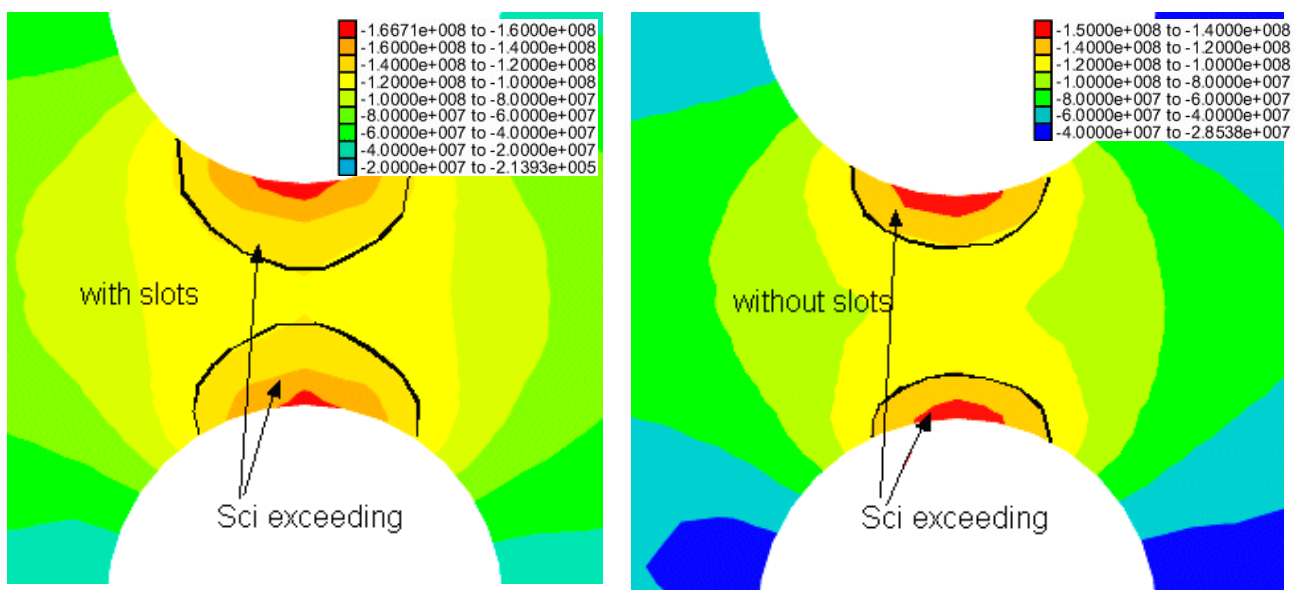 -1.6671e+008 to -1.6000e+008
-1.6000e+008 to -1.4000e+008
-1.4000e+008 to -1.2000e+008
-1.2000e+008 to -1.0000e+008
-1.0000e+008 to -8.0000e+007
-8.0000e+007 to -6.0000e+007
-6.0000e+007 to -4.0000e+007
-4.0000e+007 to -2.0000e+007
-2.0000e+007 to -2.1393e+005
with slots
Sci exceeding
-1.5000e+008 to -1.4000e+008
-1.4000e+008 to -1.2000e+008
-1.2000e+008 to -1.0000e+008
-1.0000e+008 to -8.0000e+007
-8.0000e+007 to -6.0000e+007
-6.0000e+007 to -4.0000e+007
-4.0000e+007 to -2.8538e+007
without slots
Sci exceeding